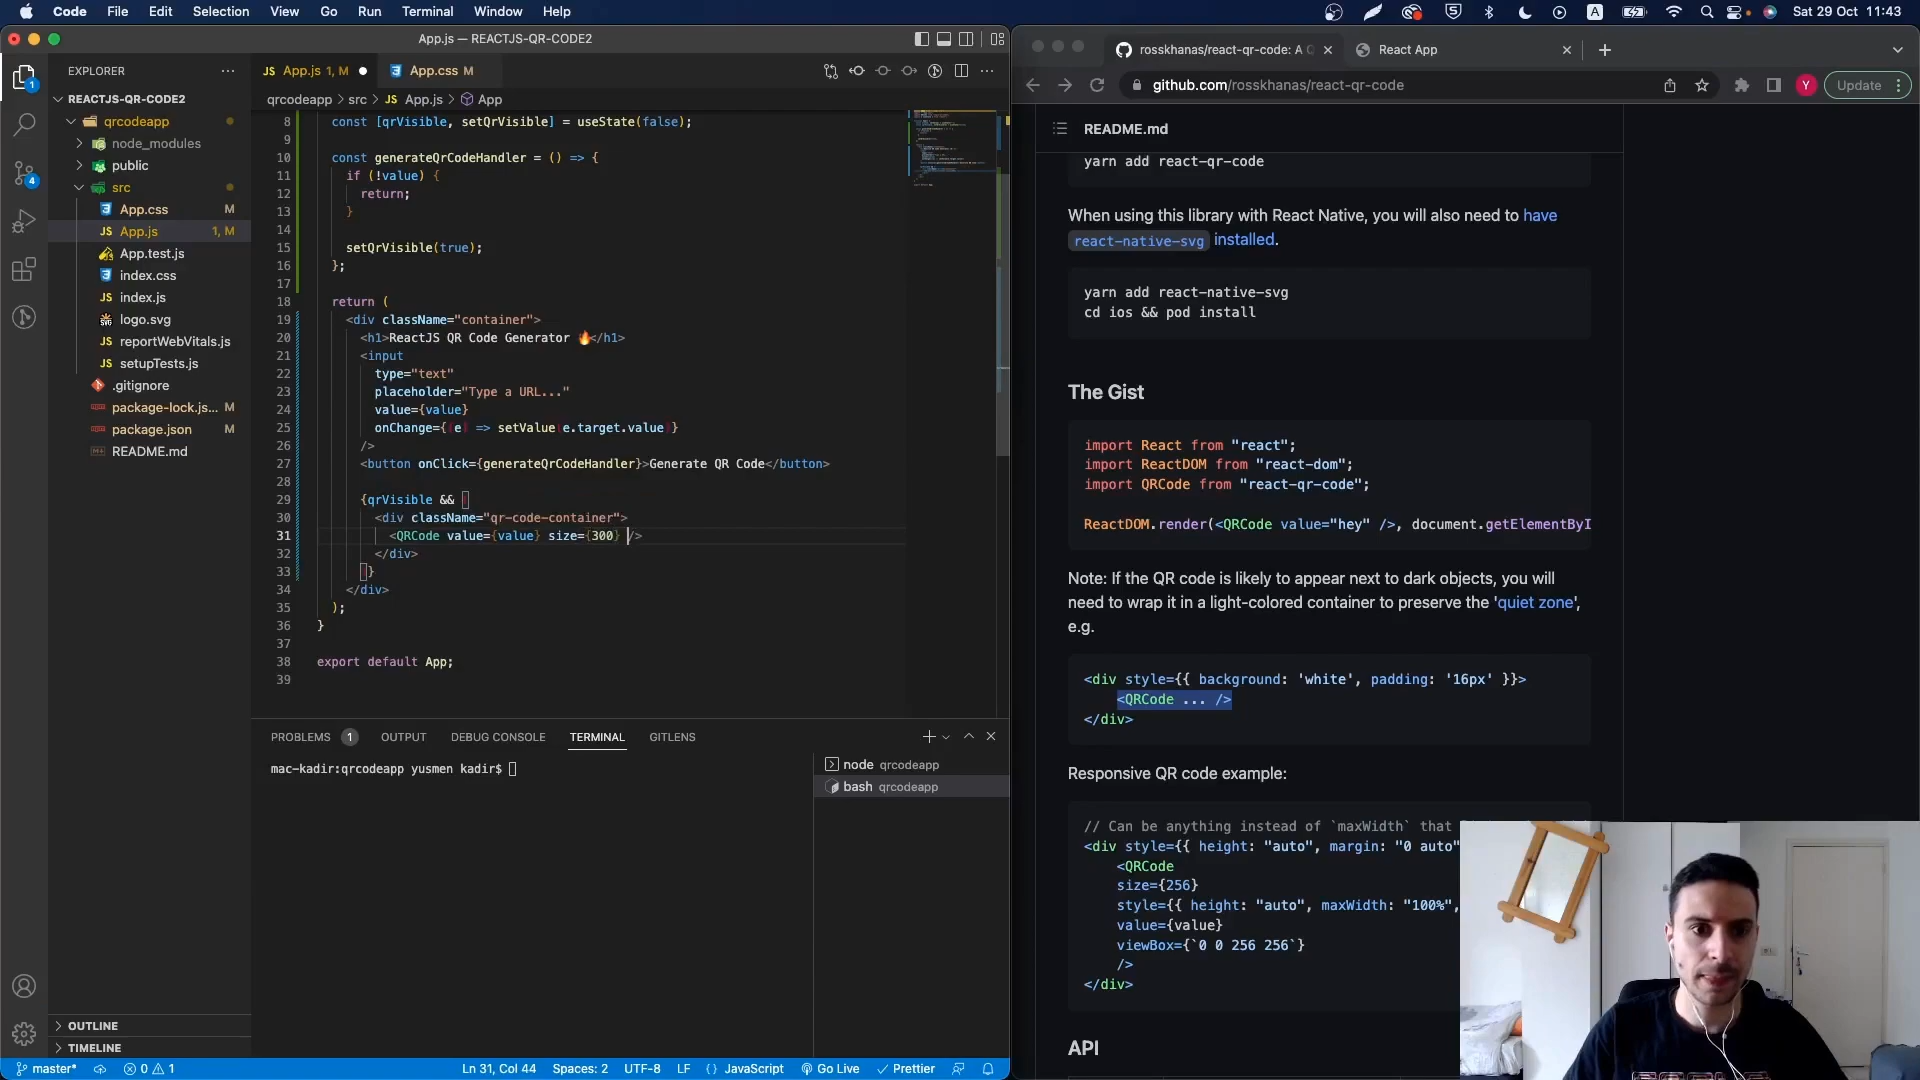 Code File Edit Selection View Go Run Terminal Window Help
A
Sat 29 Oct 11:43
App.js — REACTJS-QR-CODE2
EXPLORER
REACTJS-QR-CODE2
qrcodeapp
node_modules
public
src
App.css M
App.js 1, M
App.test.js
index.css
index.js
logo.svg
reportWebVitals.js
setupTests.js
.gitignore
package-lock.js... M
package.json M
README.md
OUTLINE
TIMELINE
1
4
App.js 1, M
App.css M
qrcodeapp > src > JS App.js > App
8 const [qrVisible, setQrVisible] = useState(false);
9
10 const generateQrCodeHandler = () => {
11 if (!value) {
12 return;
13 }
14
15 setQrVisible(true);
16 };
17
18 return (
19 <div className="container">
20 <h1>ReactJS QR Code Generator 🔥</h1>
21 <input
22 type="text"
23 placeholder="Type a URL..."
24 value={value}
25 onChange={(e) => setValue(e.target.value)}
26 />
27 <button onClick={generateQrCodeHandler}>Generate QR Code</button>
28
29 {qrVisible && (
30 <div className="qr-code-container">
31 <QRCode value={value} size={300} />
32 </div>
33 )}
34 </div>
35 );
36 }
37
38 export default App;
39
PROBLEMS 1 OUTPUT DEBUG CONSOLE TERMINAL GITLENS
mac-kadir:qrcodeapp yusmen kadir$
node qrcodeapp
bash qrcodeapp
master* 0 1 Ln 31, Col 44 Spaces: 2 UTF-8 LF {} JavaScript Go Live Prettier
rosskhanas/react-qr-code: A Q
React App
github.com/rosskhanas/react-qr-code
Y
Update
README.md
yarn add react-qr-code
When using this library with React Native, you will also need to have
react-native-svg installed.
yarn add react-native-svg
cd ios && pod install
The Gist
import React from "react";
import ReactDOM from "react-dom";
import QRCode from "react-qr-code";
ReactDOM.render(<QRCode value="hey" />, document.getElementByI
Note: If the QR code is likely to appear next to dark objects, you will
need to wrap it in a light-colored container to preserve the 'quiet zone',
e.g.
<div style={{ background: 'white', padding: '16px' }}>
<QRCode ... />
</div>
Responsive QR code example:
// Can be anything instead of `maxWidth` that
<div style={{ height: "auto", margin: "0 auto"
<QRCode
size={256}
style={{ height: "auto", maxWidth: "100%",
value={value}
viewBox={`0 0 256 256`}
/>
</div>
API